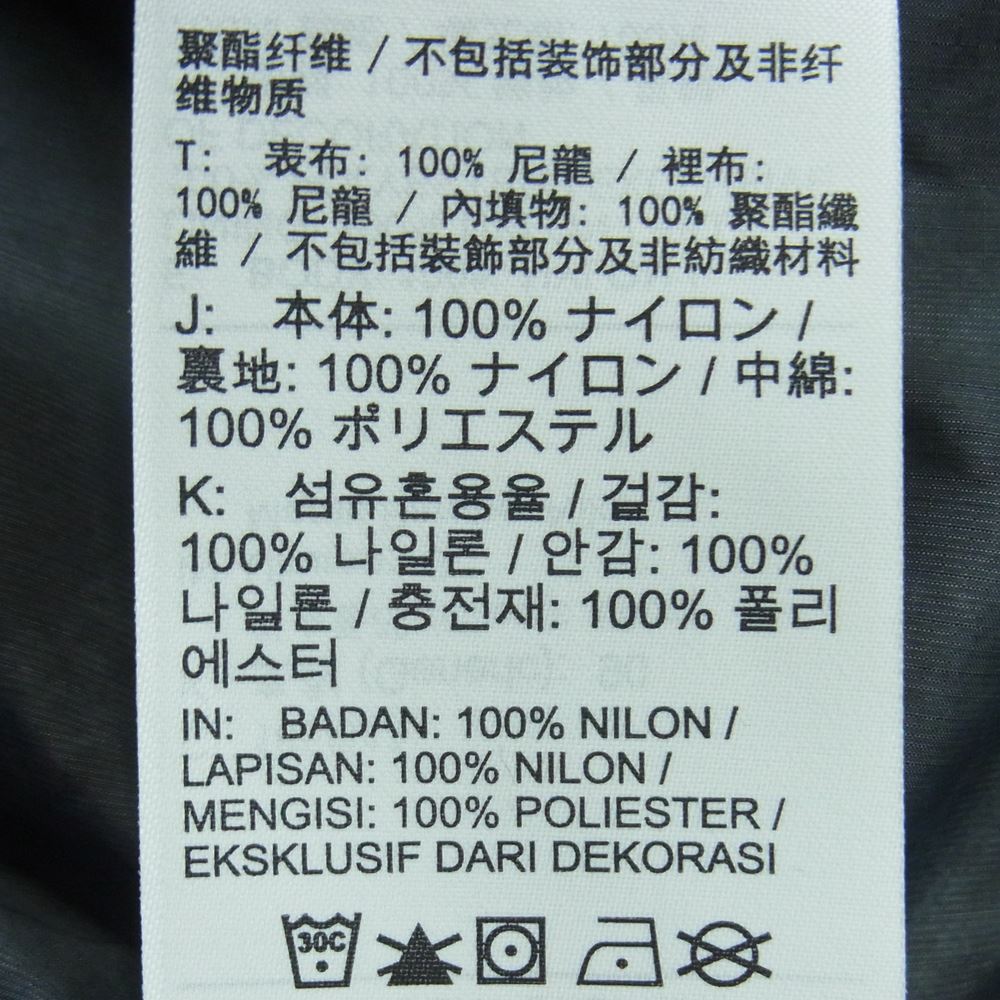 聚酯纤维 / 不包括装饰部分及非纤
维物质
T: 表布: 100% 尼龍 / 裡布:
100% 尼龍 / 內填物: 100% 聚酯纖
維 / 不包括裝飾部分及非紡織材料
J: 本体: 100% ナイロン /
裏地: 100% ナイロン / 中綿:
100% ポリエステル
K: 섬유혼용율 / 겉감:
100% 나일론 / 안감: 100%
나일론 / 충전재: 100% 폴리
에스터
IN: BADAN: 100% NILON /
LAPISAN: 100% NILON /
MENGISI: 100% POLIESTER /
EKSKLUSIF DARI DEKORASI
30C